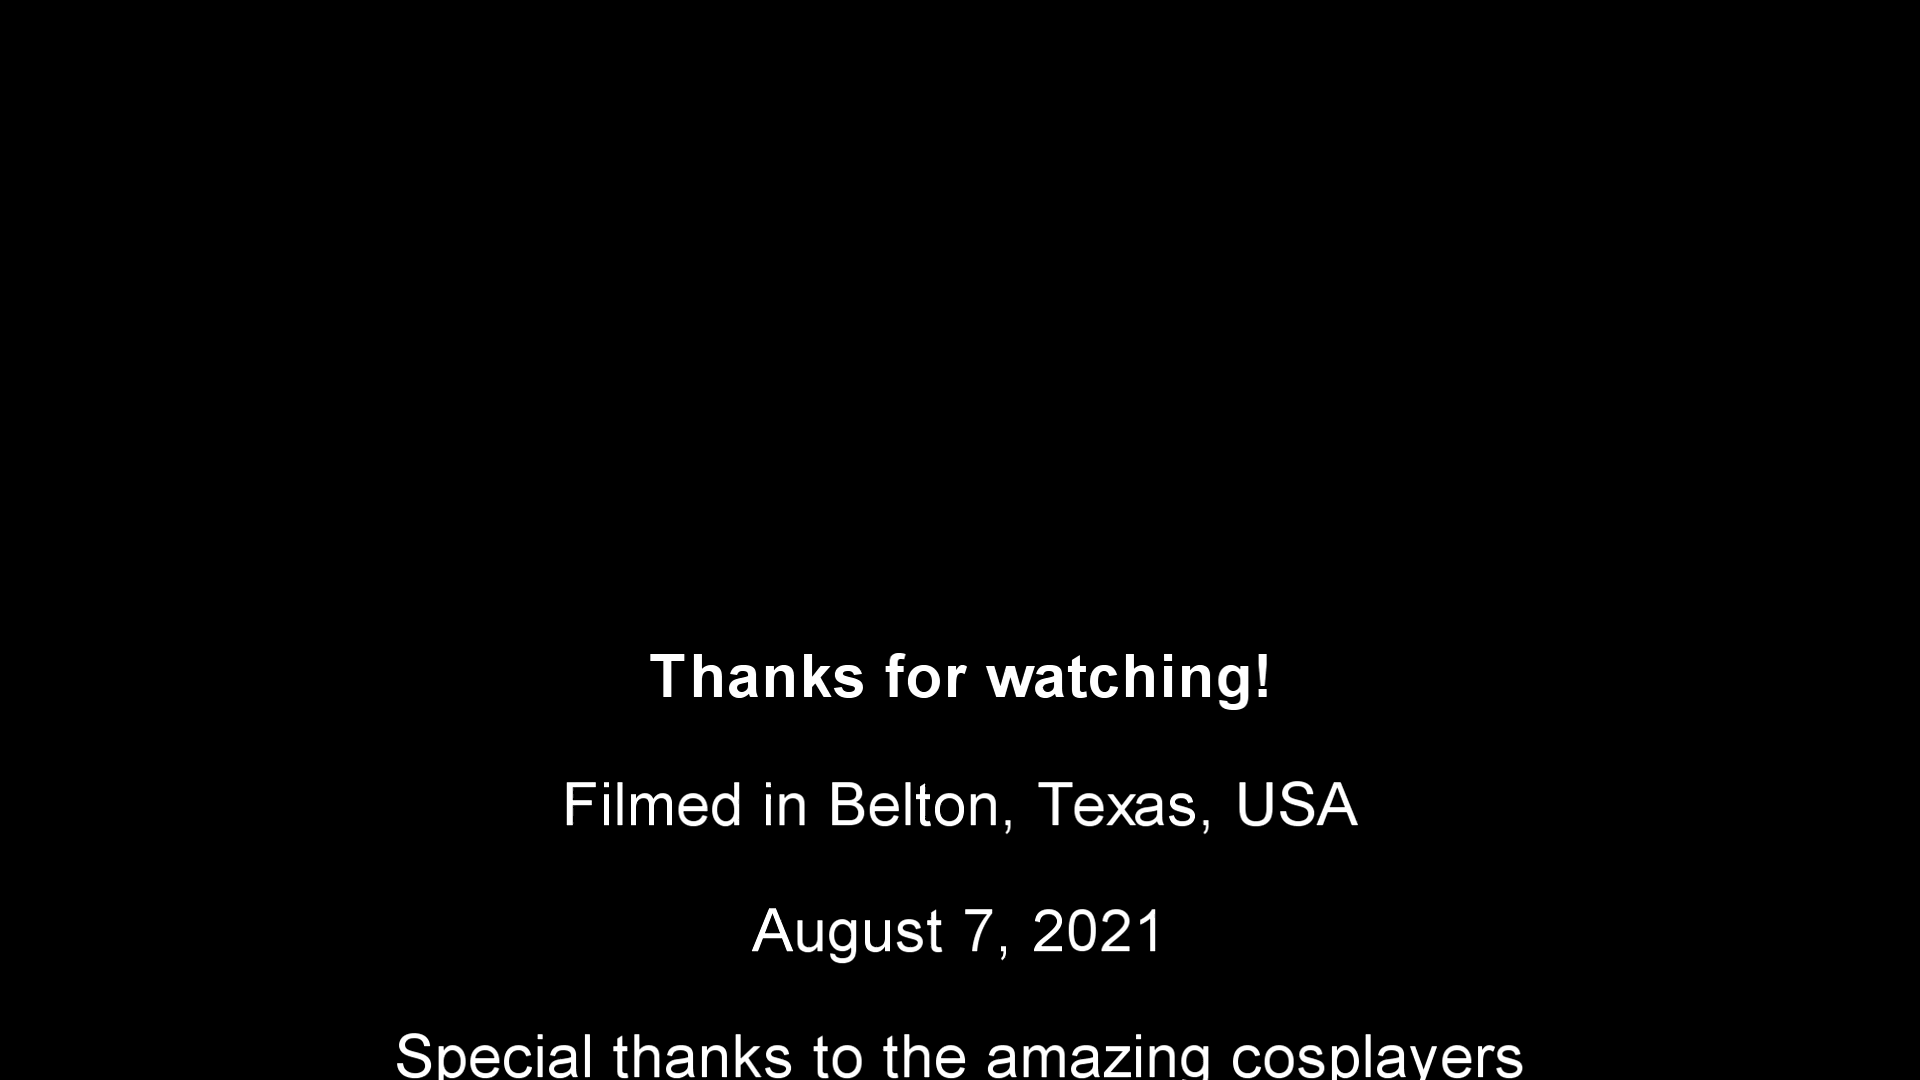 Thanks for watching!
Filmed in Belton, Texas, USA
August 7, 2021
Special thanks to the amazing cosplayers